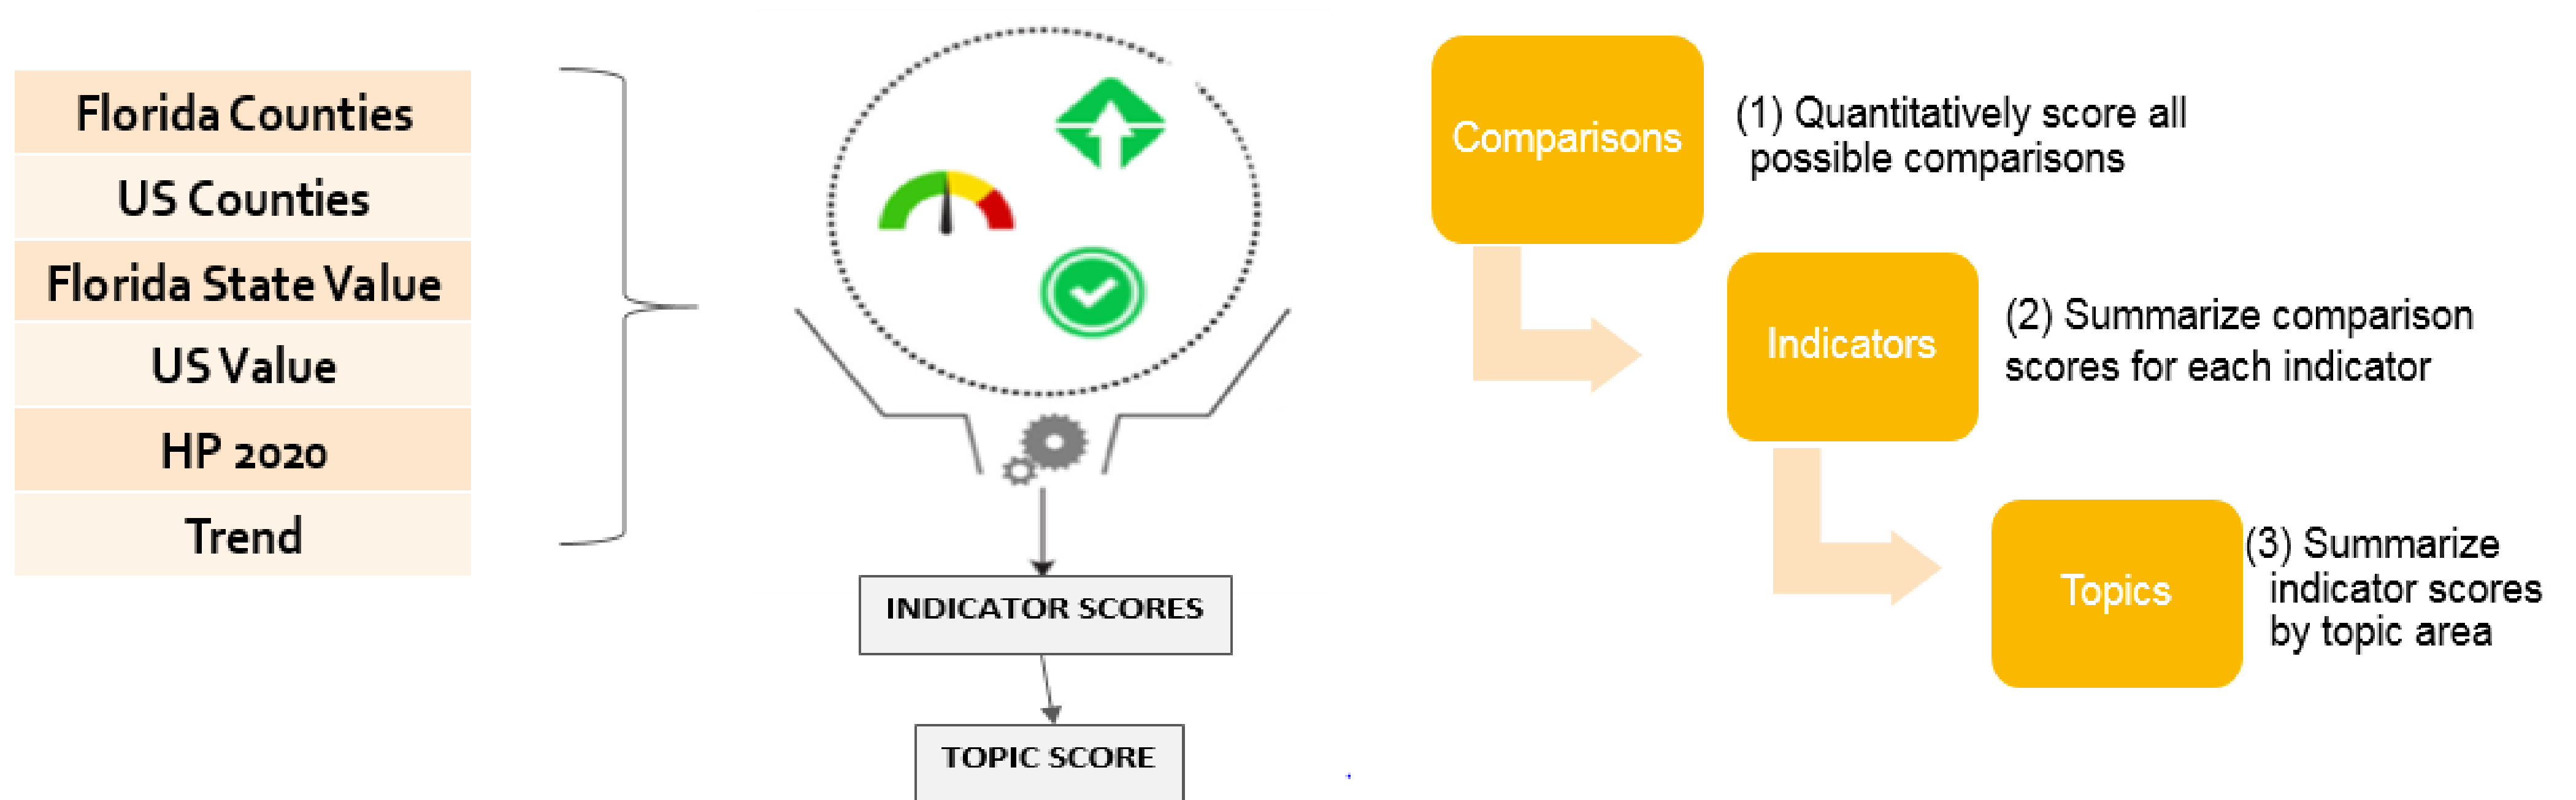 Florida Counties
US Counties
Florida State Value
US Value
HP 2020
Trend
INDICATOR SCORES
TOPIC SCORE
Comparisons
(1) Quantitatively score all
possible comparisons
Indicators
(2) Summarize comparison
scores for each indicator
Topics
(3) Summarize
indicator scores
by topic area